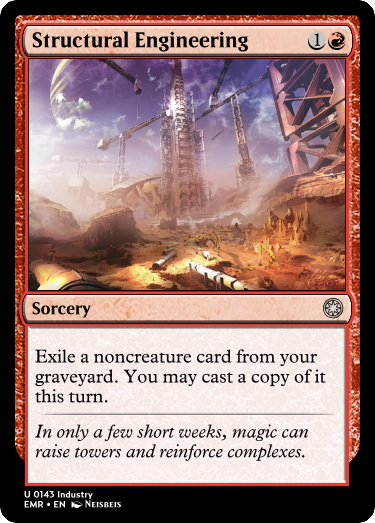 Structural Engineering 1
Sorcery
Exile a noncreature card from your
graveyard. You may cast a copy of it
this turn.
In only a few short weeks, magic can
raise towers and reinforce complexes.
U 0143 Industry
EMR • EN NEISBEIS